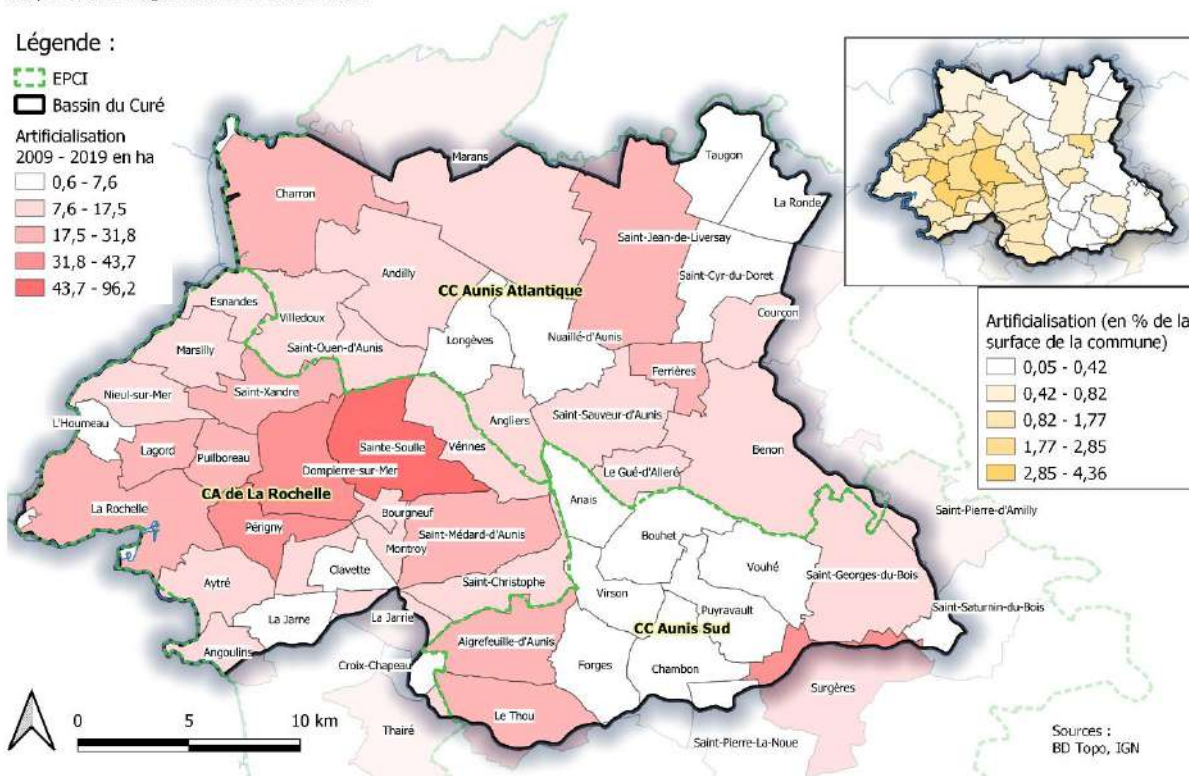 Légende :
EPCI
Bassin du Curé
Artificialisation
2009 - 2019 en ha
0,6 - 7,6
7,6 - 17,5
17,5 - 31,8
31,8 - 43,7
43,7 - 96,2
Marans
Taugon
Charron
La Ronde
Saint-Jean-de-Liversay
Andilly
Saint-Cyr-du-Doret
CC Aunis Atlantique
Esnandes
Villedoux
Courçon
Longèves
Nuaillé-d'Aunis
Marsilly
Saint-Ouen-d'Aunis
Ferrières
Nieul-sur-Mer
Saint-Xandre
L'Houmeau
Angliers
Saint-Sauveur-d'Aunis
Lagord
Puilboreau
Sainte-Soulle
Vérines
Benon
Dompierre-sur-Mer
Le Gué-d'Alleré
CA de La Rochelle
La Rochelle
Anais
Bourgneuf
Périgny
Saint-Médard-d'Aunis
Bouhet
Saint-Pierre-d'Amilly
Montroy
Vouhé
Aytré
Clavette
Saint-Christophe
Saint-Georges-du-Bois
Virson
La Jarne
La Jarrie
Puyravault
Saint-Saturnin-du-Bois
CC Aunis Sud
Angoulins
Aigrefeuille-d'Aunis
Croix-Chapeau
Forges
Chambon
Surgères
Le Thou
Thairé
Saint-Pierre-La-Noue
0 5 10 km
Artificialisation (en % de la
surface de la commune)
0,05 - 0,42
0,42 - 0,82
0,82 - 1,77
1,77 - 2,85
2,85 - 4,36
Sources :
BD Topo, IGN